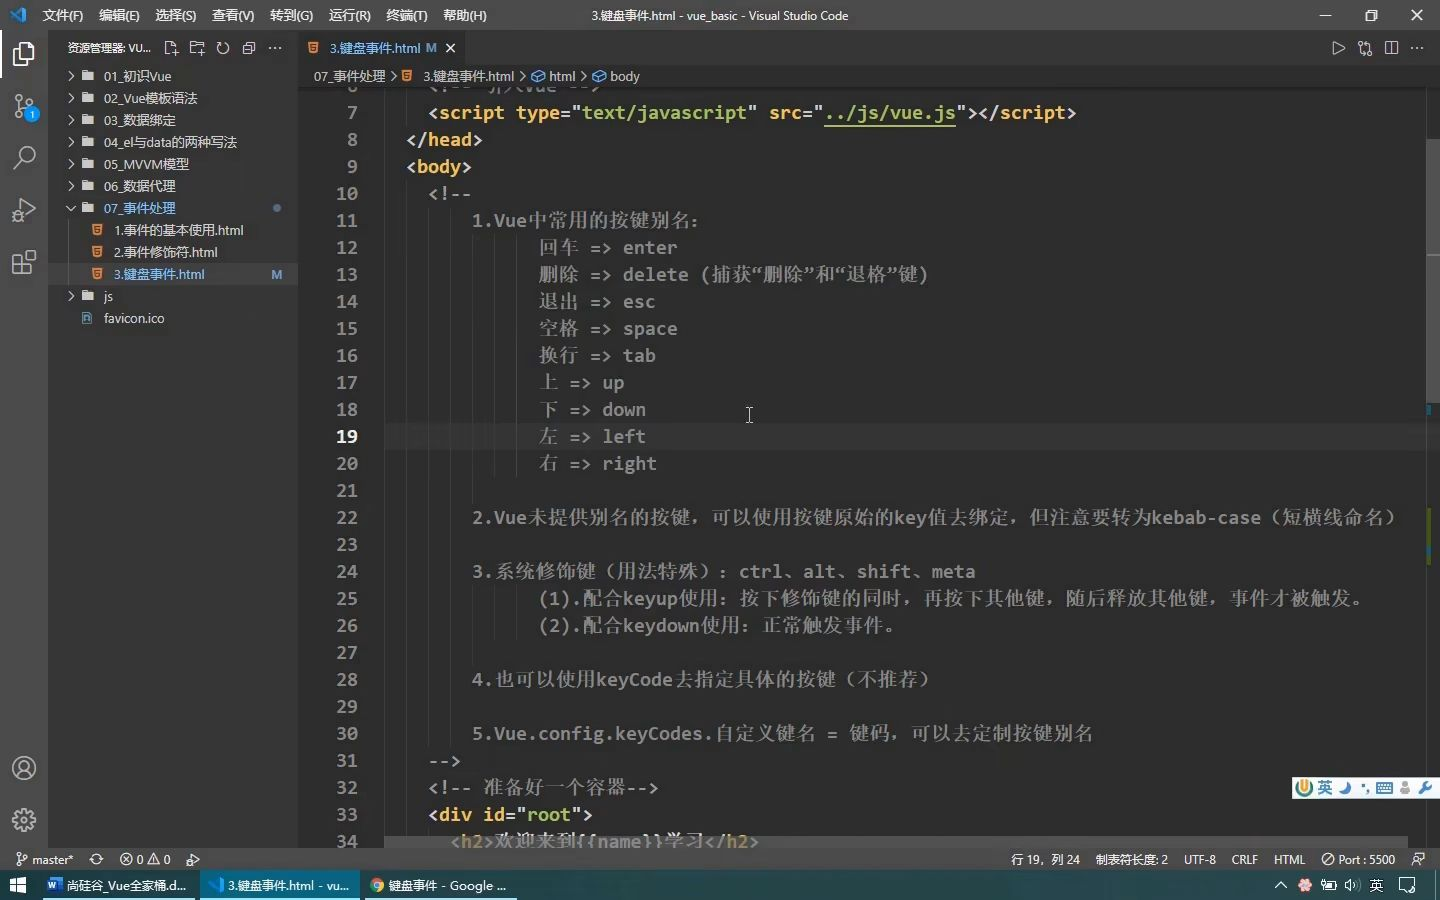 文件(F) 编辑(E) 选择(S) 查看(V) 转到(G) 运行(R) 终端(T) 帮助(H) 3.键盘事件.html - vue_basic - Visual Studio Code
资源管理器: VU...
01_初识Vue
02_Vue模板语法
03_数据绑定
04_el与data的两种写法
05_MVVM模型
06_数据代理
07_事件处理
1.事件的基本使用.html
2.事件修饰符.html
3.键盘事件.html M
js
favicon.ico
3.键盘事件.html M
07_事件处理 > 3.键盘事件.html > html > body
6 <!-- 引入Vue -->
7 <script type="text/javascript" src="../js/vue.js"></script>
8 </head>
9 <body>
10 <!--
11 1.Vue中常用的按键别名：
12 回车 => enter
13 删除 => delete (捕获“删除”和“退格”键)
14 退出 => esc
15 空格 => space
16 换行 => tab
17 上 => up
18 下 => down
19 左 => left
20 右 => right
21
22 2.Vue未提供别名的按键，可以使用按键原始的key值去绑定，但注意要转为kebab-case（短横线命名）
23
24 3.系统修饰键（用法特殊）：ctrl、alt、shift、meta
25 (1).配合keyup使用：按下修饰键的同时，再按下其他键，随后释放其他键，事件才被触发。
26 (2).配合keydown使用：正常触发事件。
27
28 4.也可以使用keyCode去指定具体的按键（不推荐）
29
30 5.Vue.config.keyCodes.自定义键名 = 键码，可以去定制按键别名
31 -->
32 <!-- 准备好一个容器-->
33 <div id="root">
34 <h2>欢迎来到{{name}}学习</h2>
英
master* 0 0 行 19，列 24 制表符长度: 2 UTF-8 CRLF HTML Port : 5500
尚硅谷_Vue全家桶.d... 3.键盘事件.html - vu... 键盘事件 - Google ... 英